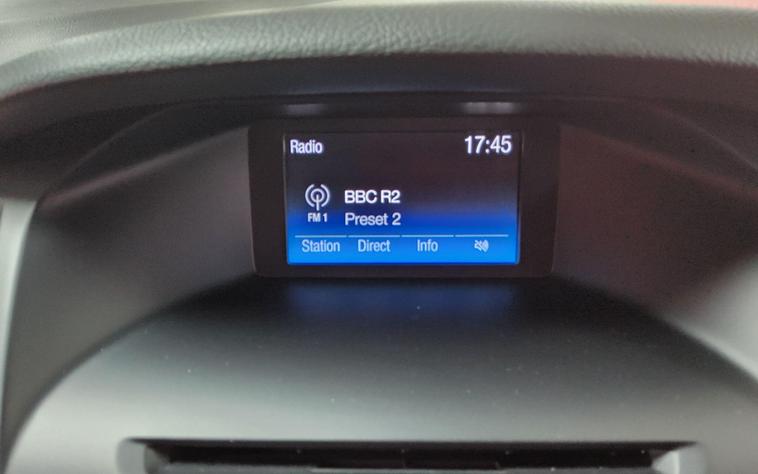 Radio 17:45
BBC R2
FM 1 Preset 2
Station Direct Info